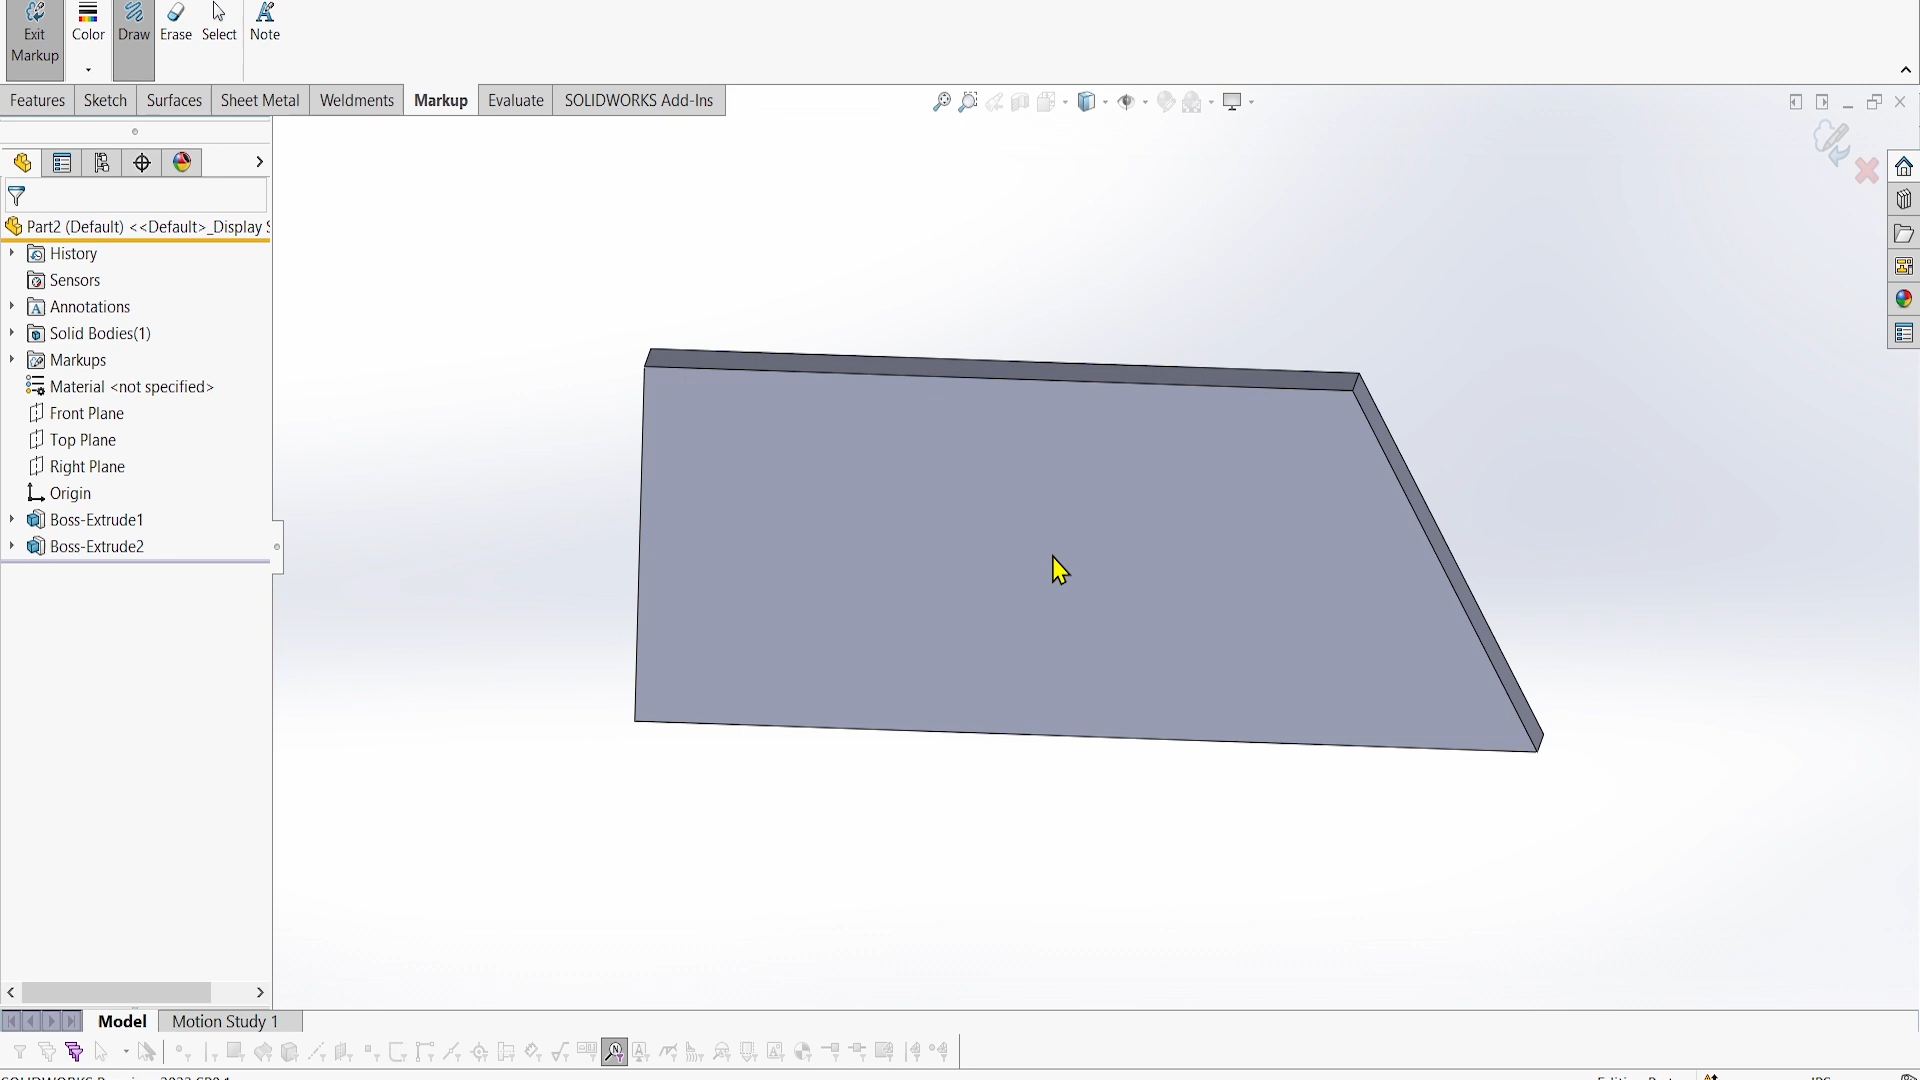 Exit
Markup
Color
Draw
Erase
Select
Note
Features
Sketch
Surfaces
Sheet Metal
Weldments
Markup
Evaluate
SOLIDWORKS Add-Ins
Part2 (Default) <<Default>_Display
History
Sensors
Annotations
Solid Bodies(1)
Markups
Material <not specified>
Front Plane
Top Plane
Right Plane
Origin
Boss-Extrude1
Boss-Extrude2
Model
Motion Study 1